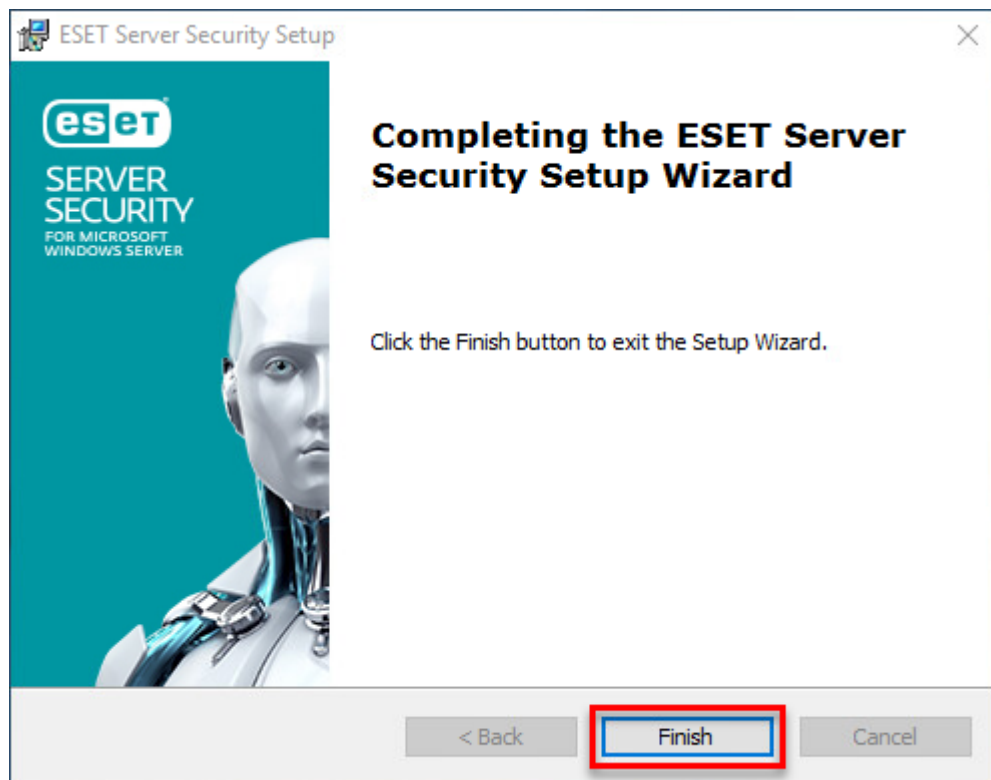 ESET Server Security Setup
eseT
SERVER
SECURITY
FOR MICROSOFT
WINDOWS SERVER
Completing the ESET Server
Security Setup Wizard
Click the Finish button to exit the Setup Wizard.
< Back
Finish
Cancel